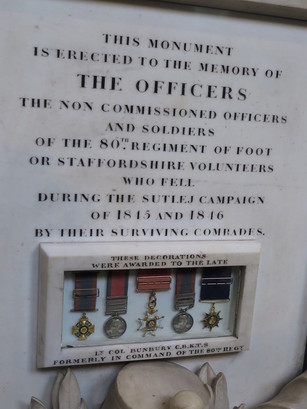 THIS MONUMENT
IS ERECTED TO THE MEMORY OF
THE OFFICERS
THE NON COMMISSIONED OFFICERS
AND SOLDIERS
OF THE 80TH REGIMENT OF FOOT
OR STAFFORDSHIRE VOLUNTEERS
WHO FELL
DURING THE SUTLEJ CAMPAIGN
OF 1845 AND 1846
BY THEIR SURVIVING COMRADES.
THESE DECORATIONS
WERE AWARDED TO THE LATE
LT COL BUNBURY C.B.K.T.S
FORMERLY IN COMMAND OF THE 80TH REGT.